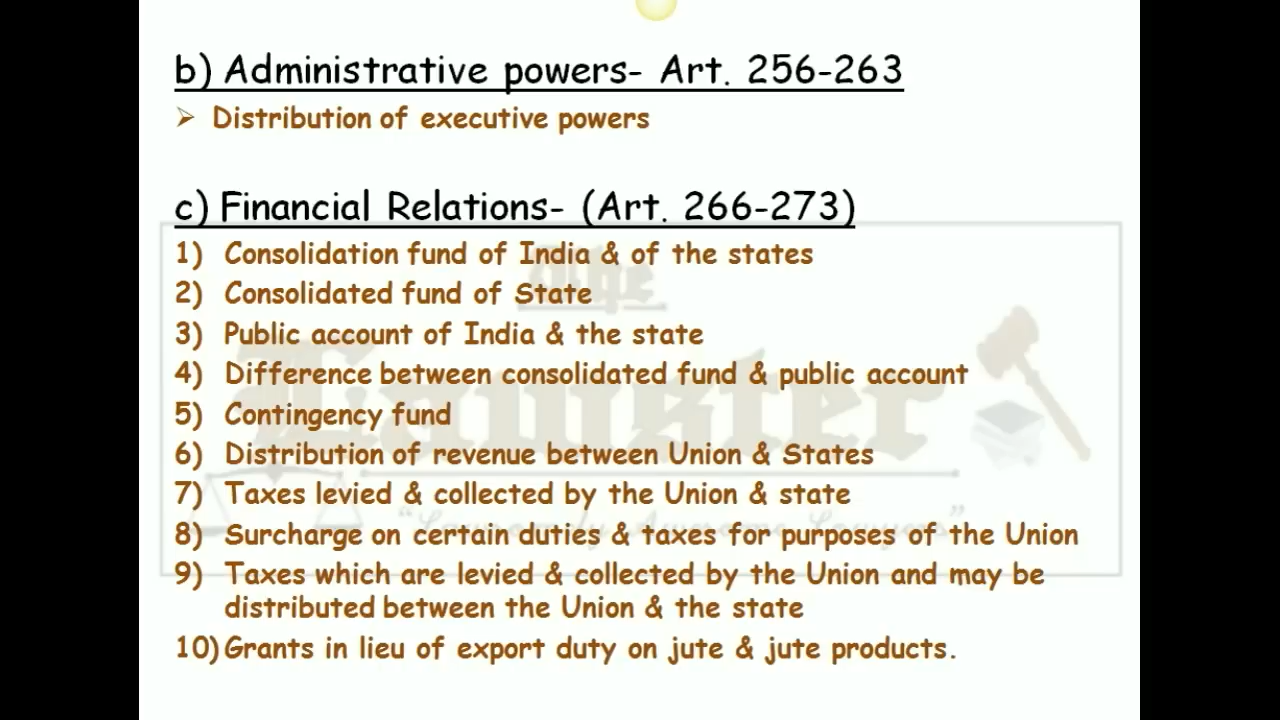 b) Administrative powers- Art. 256-263
➢ Distribution of executive powers
c) Financial Relations- (Art. 266-273)
1) Consolidation fund of India & of the states
2) Consolidated fund of State
3) Public account of India & the state
4) Difference between consolidated fund & public account
5) Contingency fund
6) Distribution of revenue between Union & States
7) Taxes levied & collected by the Union & state
8) Surcharge on certain duties & taxes for purposes of the Union
9) Taxes which are levied & collected by the Union and may be
distributed between the Union & the state
10) Grants in lieu of export duty on jute & jute products.
The
Lawster